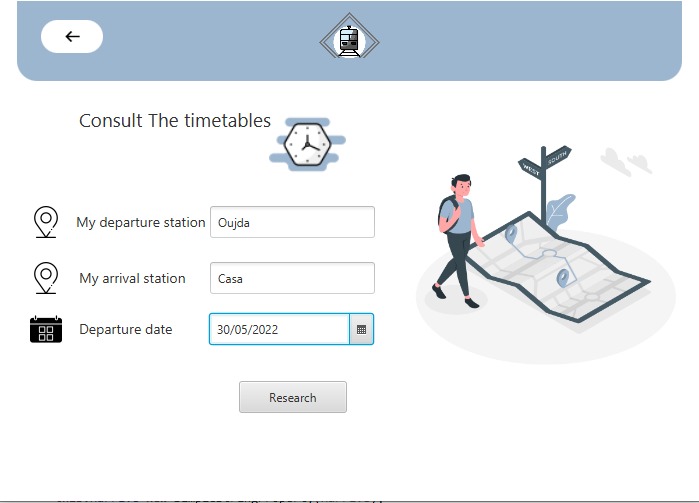 Consult The timetables
WEST
SOUTH
My departure station
Oujda
My arrival station
Casa
Departure date
30/05/2022
Research